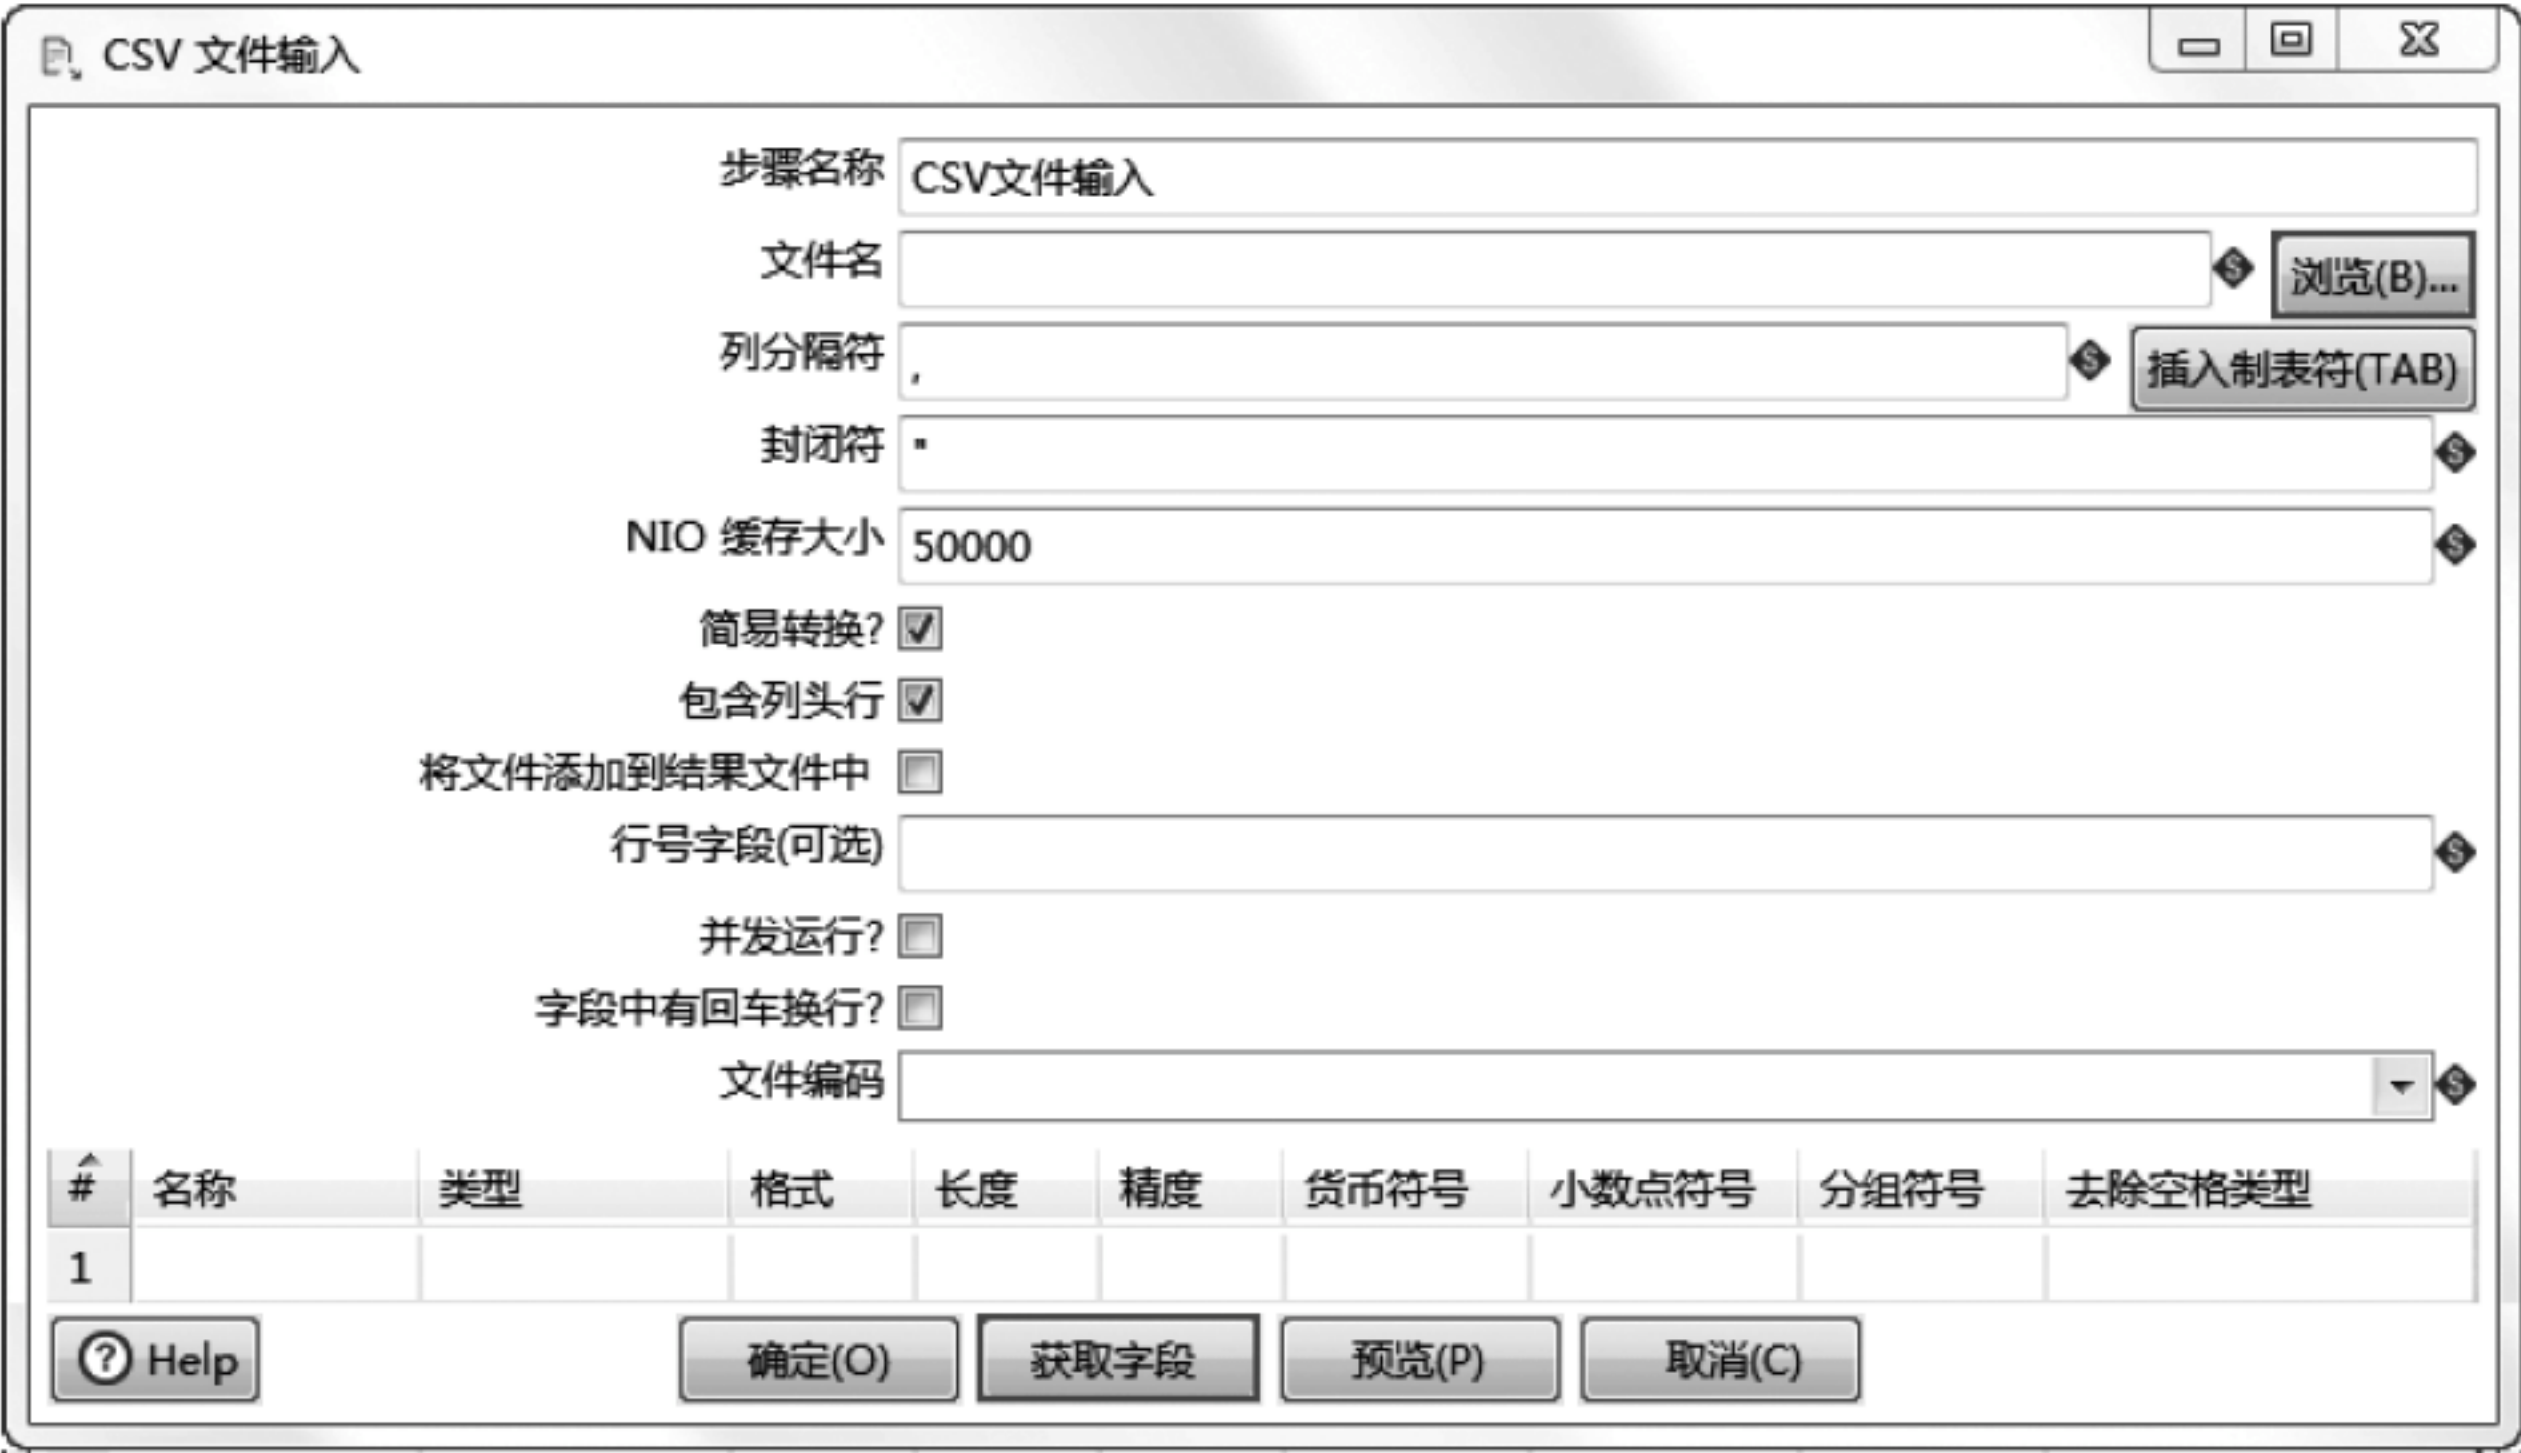 CSV 文件输入
步骤名称 CSV文件输入
文件名 浏览(B)...
列分隔符 , 插入制表符(TAB)
封闭符 "
NIO 缓存大小 50000
简易转换?
包含列头行
将文件添加到结果文件中
行号字段(可选)
并发运行?
字段中有回车换行?
文件编码
# 名称 类型 格式 长度 精度 货币符号 小数点符号 分组符号 去除空格类型
1
Help 确定(O) 获取字段 预览(P) 取消(C)